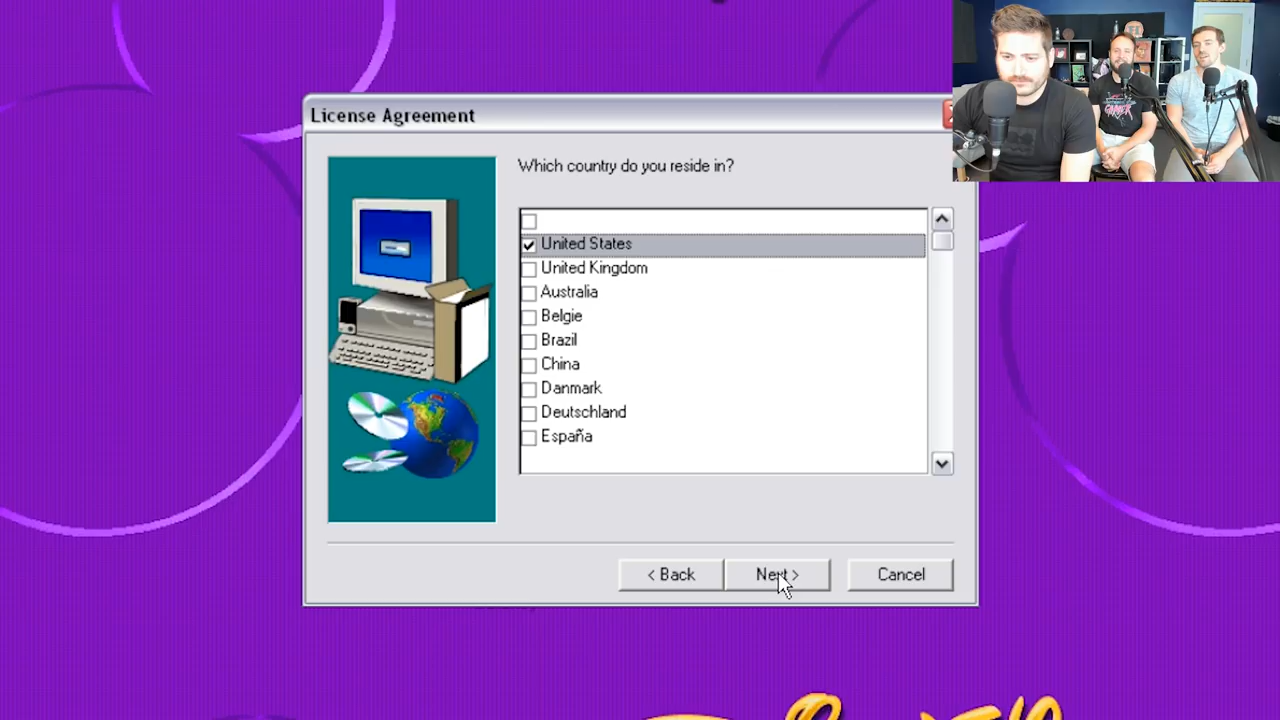 License Agreement
Which country do you reside in?
United States
United Kingdom
Australia
Belgie
Brazil
China
Danmark
Deutschland
España
< Back
Next >
Cancel